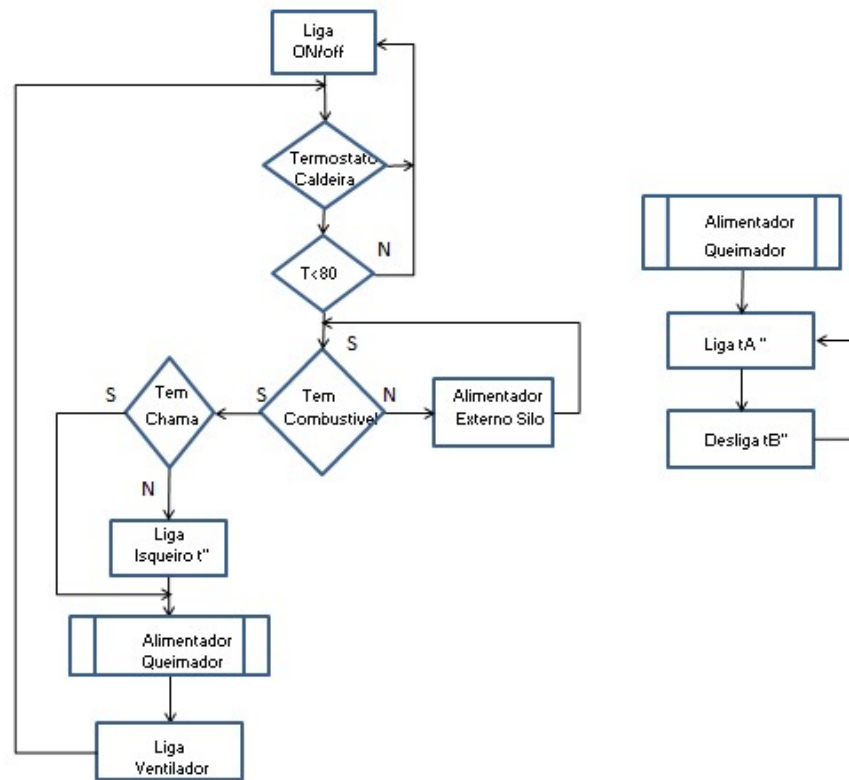 Liga
ON/off
Termostato
Caldeira
T<80
N
S
Tem
Combustivel
S
N
Alimentador
Externo Silo
Tem
Chama
S
N
Liga
Isqueiro t"
Alimentador
Queimador
Liga
Ventilador
Alimentador
Queimador
Liga tA "
Desliga tB"